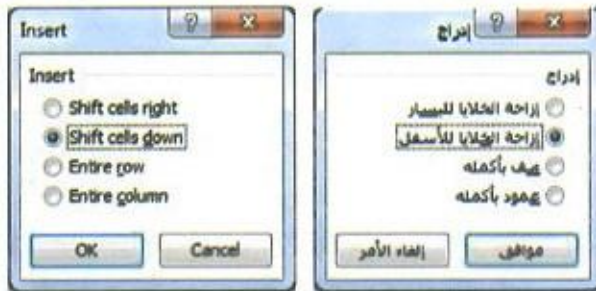 Insert
Insert
Shift cells right
Shift cells down
Entire row
Entire column
OK Cancel
إدراج
إدراج
إزاحة الخلايا لليسار
إزاحة الخلايا للأسفل
صف بأكمله
عمود بأكمله
موافق إلغاء الأمر